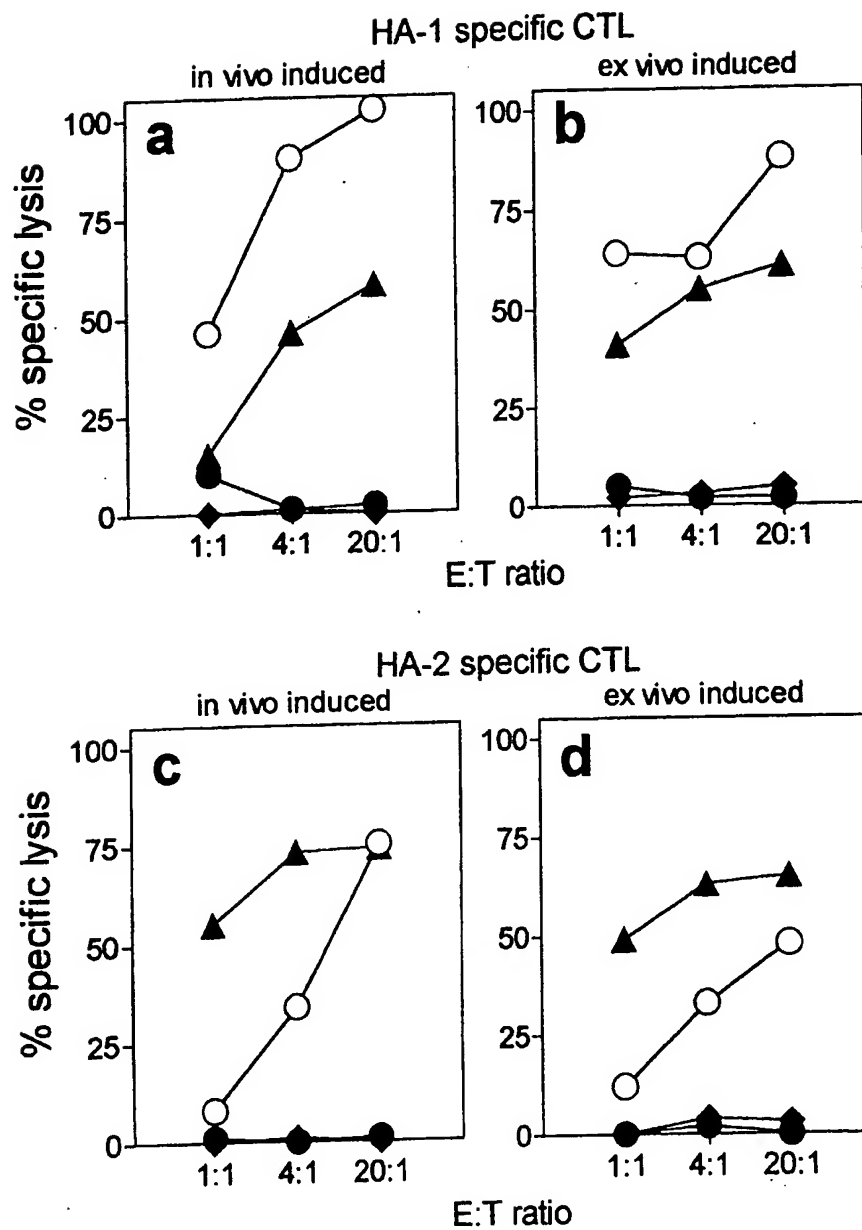 HA-1 specific CTL
in vivo induced
ex vivo induced
a
b
% specific lysis
100
75
50
25
0
100
75
50
25
0
1:1 4:1 20:1
1:1 4:1 20:1
E:T ratio
HA-2 specific CTL
in vivo induced
ex vivo induced
c
d
% specific lysis
100
75
50
25
0
100
75
50
25
0
1:1 4:1 20:1
1:1 4:1 20:1
E:T ratio